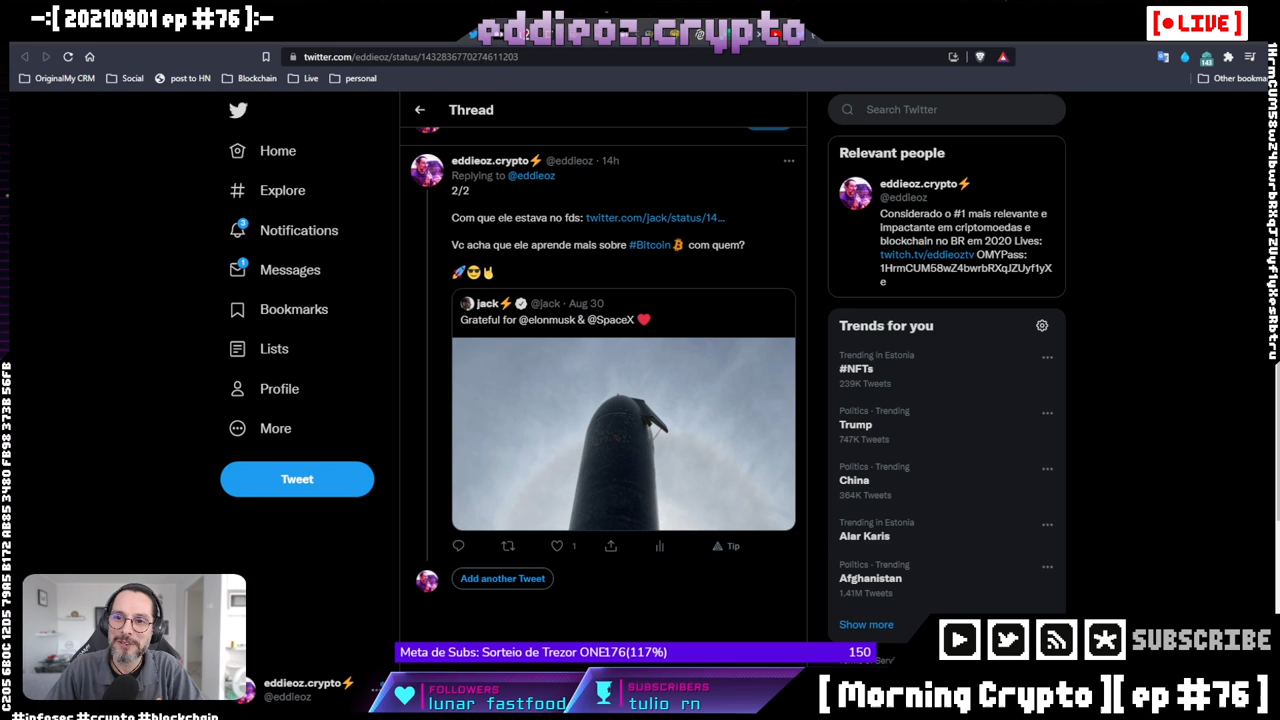 -:[ 20210901 ep #76 ]:-
eddieoz.crypto
[ • LIVE ]
twitter.com/eddieoz/status/1432836770274611203
143
OriginalMy CRM
Social
post to HN
Blockchain
Live
personal
Other bookma
Home
Explore
3
Notifications
1
Messages
Bookmarks
Lists
Profile
More
Tweet
Thread
eddieoz.crypto⚡ @eddieoz · 14h
Replying to @eddieoz
2/2
Com que ele estava no fds: twitter.com/jack/status/14...
Vc acha que ele aprende mais sobre #Bitcoin com quem?
🚀😎🤘
jack⚡ @jack · Aug 30
Grateful for @elonmusk & @SpaceX ❤️
1
Tip
Add another Tweet
Search Twitter
Relevant people
eddieoz.crypto⚡
@eddieoz
Considerado o #1 mais relevante e
impactante em criptomoedas e
blockchain no BR em 2020 Lives:
twitch.tv/eddieoztv OMYPass:
1HrmCUM58wZ4bwrbRXqJZUyf1yX
e
Trends for you
Trending in Estonia
#NFTs
239K Tweets
Politics · Trending
Trump
747K Tweets
Politics · Trending
China
364K Tweets
Trending in Estonia
Alar Karis
Politics · Trending
Afghanistan
1.41M Tweets
Show more
eddieoz.crypto⚡
@eddieoz
Meta de Subs: Sorteio de Trezor ONE176(117%)
150
FOLLOWERS
lunar fastfood
SUBSCRIBERS
tulio rn
SUBSCRIBE
[ Morning Crypto ][ ep #76 ]
#infosec #crypto #blockchain